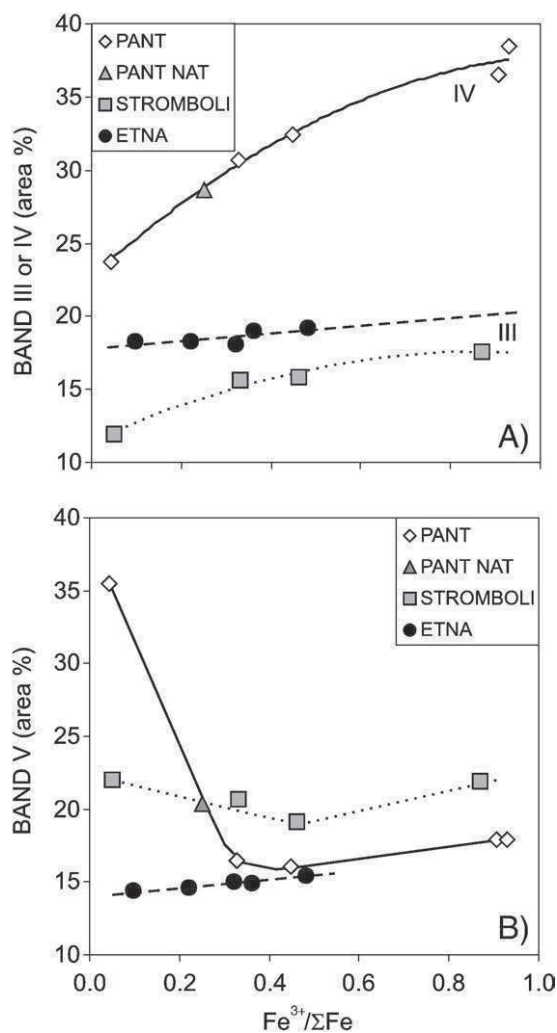 40
35
30
25
20
15
10
BAND III or IV (area %)
PANT
PANT NAT
STROMBOLI
ETNA
IV
III
A)
40
35
30
25
20
15
10
BAND V (area %)
PANT
PANT NAT
STROMBOLI
ETNA
B)
0.0 0.2 0.4 0.6 0.8 1.0
Fe³⁺/ΣFe